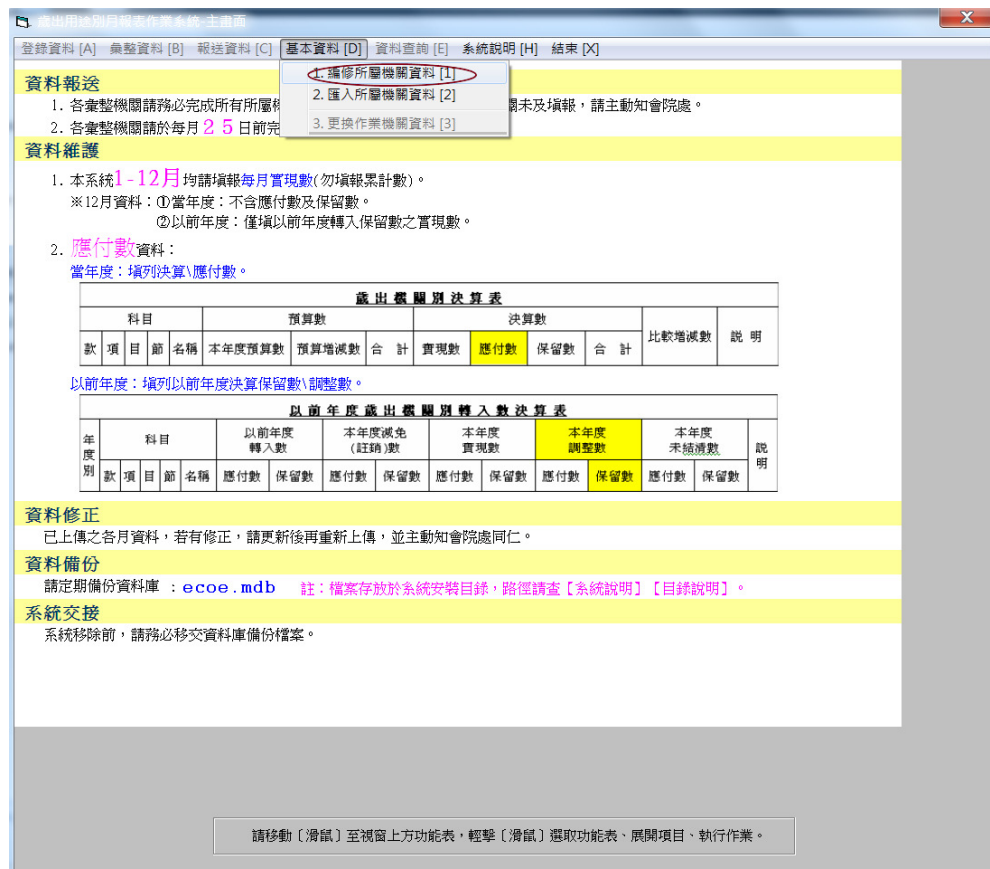 歲出用途別月報表作業系統-主畫面
X
登錄資料 [A] 彙整資料 [B] 報送資料 [C] 基本資料 [D] 資料查詢 [E] 系統說明 [H] 結束 [X]
1. 編修所屬機關資料 [1]
2. 匯入所屬機關資料 [2]
3. 更換作業機關資料 [3]
資料報送
1. 各彙整機關請務必完成所有所屬 關未及填報，請主動知會院處。
2. 各彙整機關請於每月２５日前完
資料維護
1. 本系統1-12月均請填報每月實現數(勿填報累計數)。
※12月資料：①當年度：不含應付數及保留數。
②以前年度：僅填以前年度轉入保留數之實現數。
2. 應付數資料：
當年度：填列決算\應付數。
歲出機關別決算表
科目 預算數 決算數 比較增減數 說 明
款 項 目 節 名稱 本年度預算數 預算增減數 合 計 實現數 應付數 保留數 合 計
以前年度：填列以前年度決算保留數\調整數。
以前年度歲出機關別轉入數決算表
年度別 科目 以前年度轉入數 本年度減免(註銷)數 本年度實現數 本年度調整數 本年度未結清數 說明
款 項 目 節 名稱 應付數 保留數 應付數 保留數 應付數 保留數 應付數 保留數 應付數 保留數
資料修正
已上傳之各月資料，若有修正，請更新後再重新上傳，並主動知會院處同仁。
資料備份
請定期備份資料庫 ：ecoe.mdb 註：檔案存放於系統安裝目錄，路徑請查【系統說明】【目錄說明】。
系統交接
系統移除前，請務必移交資料庫備份檔案。
請移動〔滑鼠〕至視窗上方功能表，輕擊〔滑鼠〕選取功能表、展開項目、執行作業。